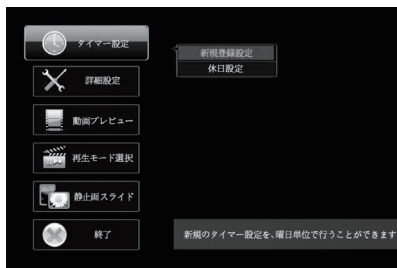 タイマー設定
新規登録設定
休日設定
詳細設定
動画プレビュー
再生モード選択
静止画スライド
終了
新規のタイマー設定を、曜日単位で行うことができます